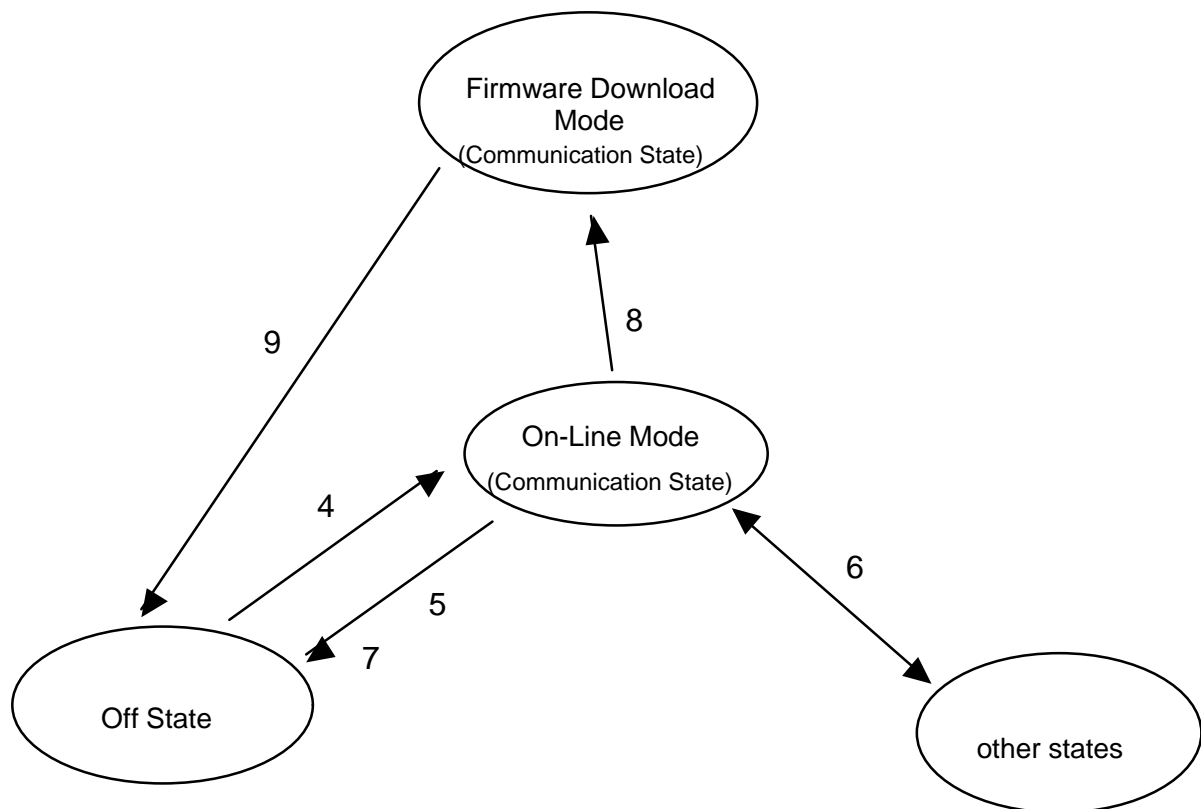 Firmware Download
Mode
(Communication State)
8
9
On-Line Mode
(Communication State)
4
6
5
7
Off State
other states